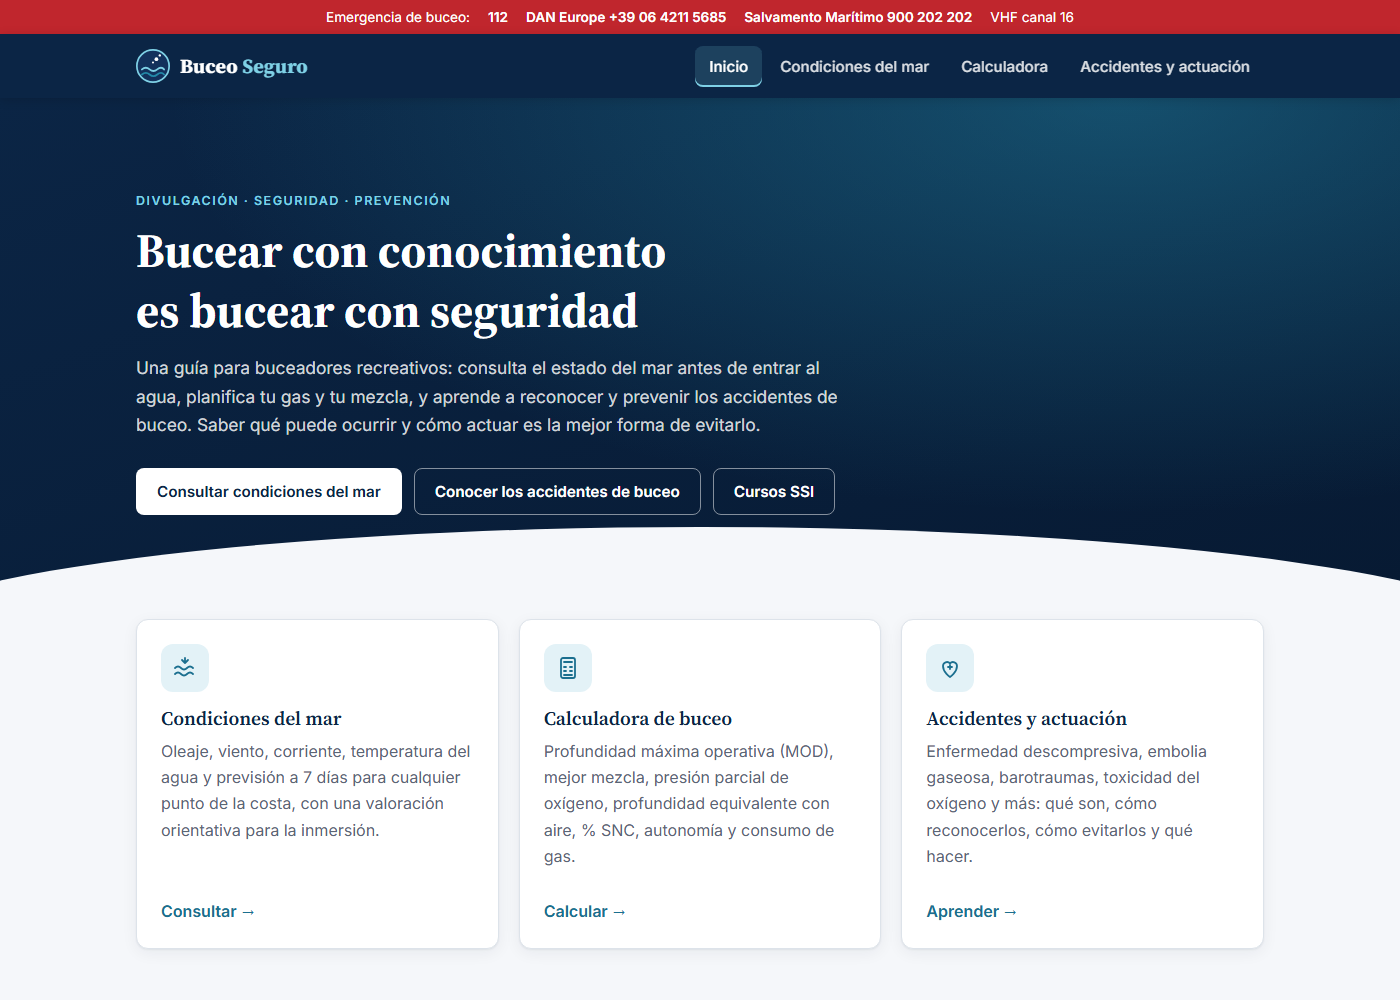 Emergencia de buceo: 112 DAN Europe +39 06 4211 5685 Salvamento Marítimo 900 202 202 VHF canal 16
Buceo Seguro
Inicio Condiciones del mar Calculadora Accidentes y actuación
DIVULGACIÓN · SEGURIDAD · PREVENCIÓN
Bucear con conocimiento
es bucear con seguridad
Una guía para buceadores recreativos: consulta el estado del mar antes de entrar al
agua, planifica tu gas y tu mezcla, y aprende a reconocer y prevenir los accidentes de
buceo. Saber qué puede ocurrir y cómo actuar es la mejor forma de evitarlo.
Consultar condiciones del mar Conocer los accidentes de buceo Cursos SSI
Condiciones del mar
Oleaje, viento, corriente, temperatura del
agua y previsión a 7 días para cualquier
punto de la costa, con una valoración
orientativa para la inmersión.
Consultar →
Calculadora de buceo
Profundidad máxima operativa (MOD),
mejor mezcla, presión parcial de
oxígeno, profundidad equivalente con
aire, % SNC, autonomía y consumo de
gas.
Calcular →
Accidentes y actuación
Enfermedad descompresiva, embolia
gaseosa, barotraumas, toxicidad del
oxígeno y más: qué son, cómo
reconocerlos, cómo evitarlos y qué
hacer.
Aprender →